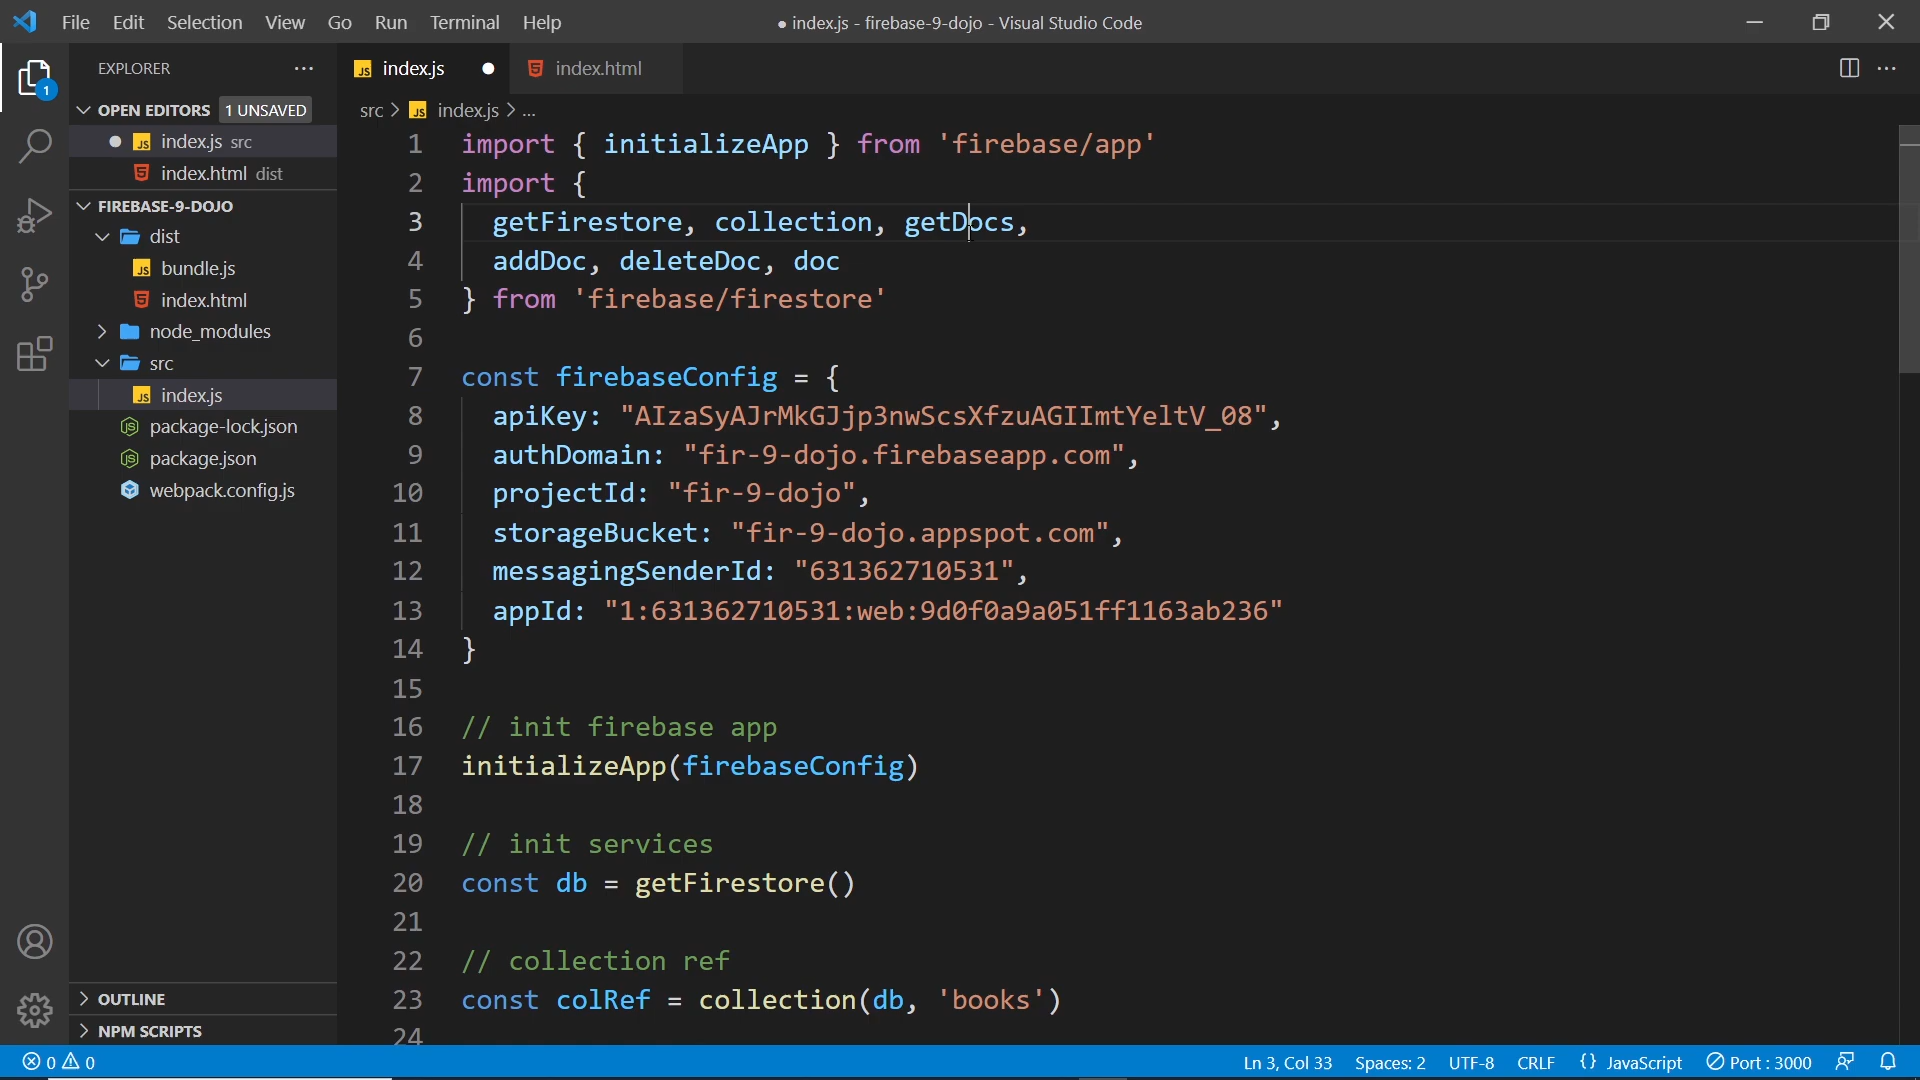 File Edit Selection View Go Run Terminal Help
● index.js - firebase-9-dojo - Visual Studio Code
EXPLORER
OPEN EDITORS 1 UNSAVED
index.js src
index.html dist
FIREBASE-9-DOJO
dist
bundle.js
index.html
node_modules
src
index.js
package-lock.json
package.json
webpack.config.js
OUTLINE
NPM SCRIPTS
1
index.js index.html
src > index.js > ...
1 import { initializeApp } from 'firebase/app'
2 import {
3 getFirestore, collection, getDocs,
4 addDoc, deleteDoc, doc
5 } from 'firebase/firestore'
6
7 const firebaseConfig = {
8 apiKey: "AIzaSyAJrMkGJjp3nwScsXfzuAGIImtYeltV_08",
9 authDomain: "fir-9-dojo.firebaseapp.com",
10 projectId: "fir-9-dojo",
11 storageBucket: "fir-9-dojo.appspot.com",
12 messagingSenderId: "631362710531",
13 appId: "1:631362710531:web:9d0f0a9a051ff1163ab236"
14 }
15
16 // init firebase app
17 initializeApp(firebaseConfig)
18
19 // init services
20 const db = getFirestore()
21
22 // collection ref
23 const colRef = collection(db, 'books')
24
0 0
Ln 3, Col 33 Spaces: 2 UTF-8 CRLF {} JavaScript Port : 3000